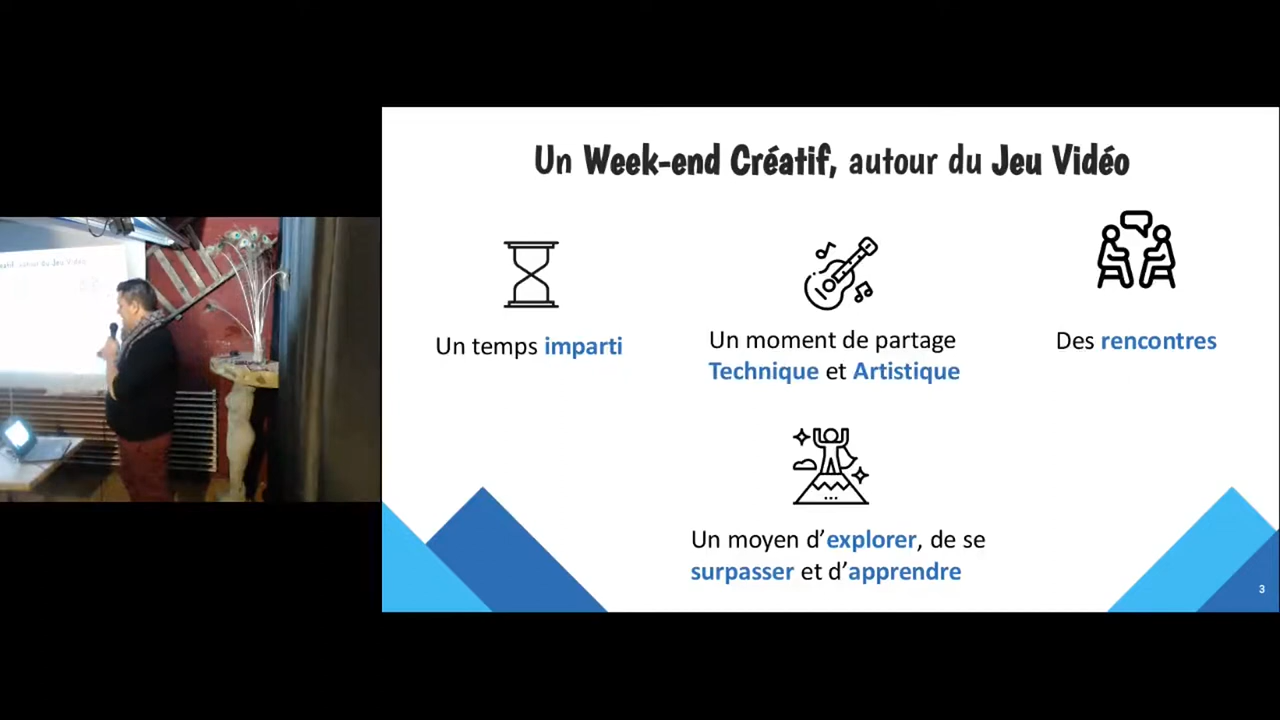 Un Week-end Créatif, autour du Jeu Vidéo
Un temps imparti
Un moment de partage
Technique et Artistique
Des rencontres
Un moyen d’explorer, de se
surpasser et d’apprendre
3